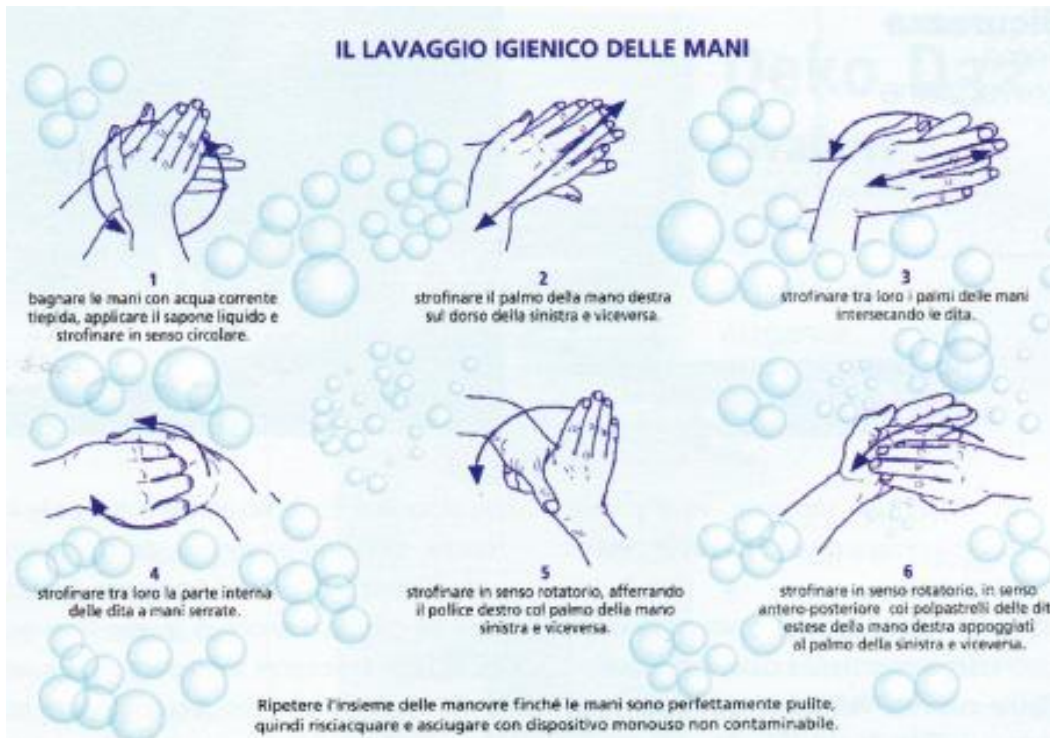 IL LAVAGGIO IGIENICO DELLE MANI
1
bagnare le mani con acqua corrente
tiepida, applicare il sapone liquido e
strofinare in senso circolare.
2
strofinare il palmo della mano destra
sul dorso della sinistra e viceversa.
3
strofinare tra loro i palmi delle mani
intersecando le dita.
4
strofinare tra loro la parte interna
delle dita a mani serrate.
5
strofinare in senso rotatorio, afferrando
il pollice destro col palmo della mano
sinistra e viceversa.
6
strofinare in senso rotatorio, in senso
antero-posteriore coi polpastrelli delle dit
estese della mano destra appoggiati
al palmo della sinistra e viceversa.
Ripetere l'insieme delle manovre finché le mani sono perfettamente pulite,
quindi risciacquare e asciugare con dispositivo monouso non contaminabile.